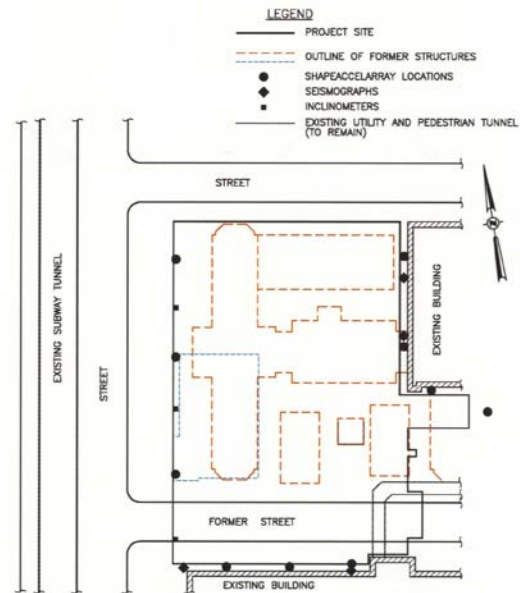 LEGEND
PROJECT SITE
OUTLINE OF FORMER STRUCTURES
SHAPEACCELARRAY LOCATIONS
SEISMOGRAPHS
INCLINOMETERS
EXISTING UTILITY AND PEDESTRIAN TUNNEL
(TO REMAIN)
STREET
N
EXISTING SUBWAY TUNNEL
STREET
EXISTING BUILDING
FORMER STREET
EXISTING BUILDING